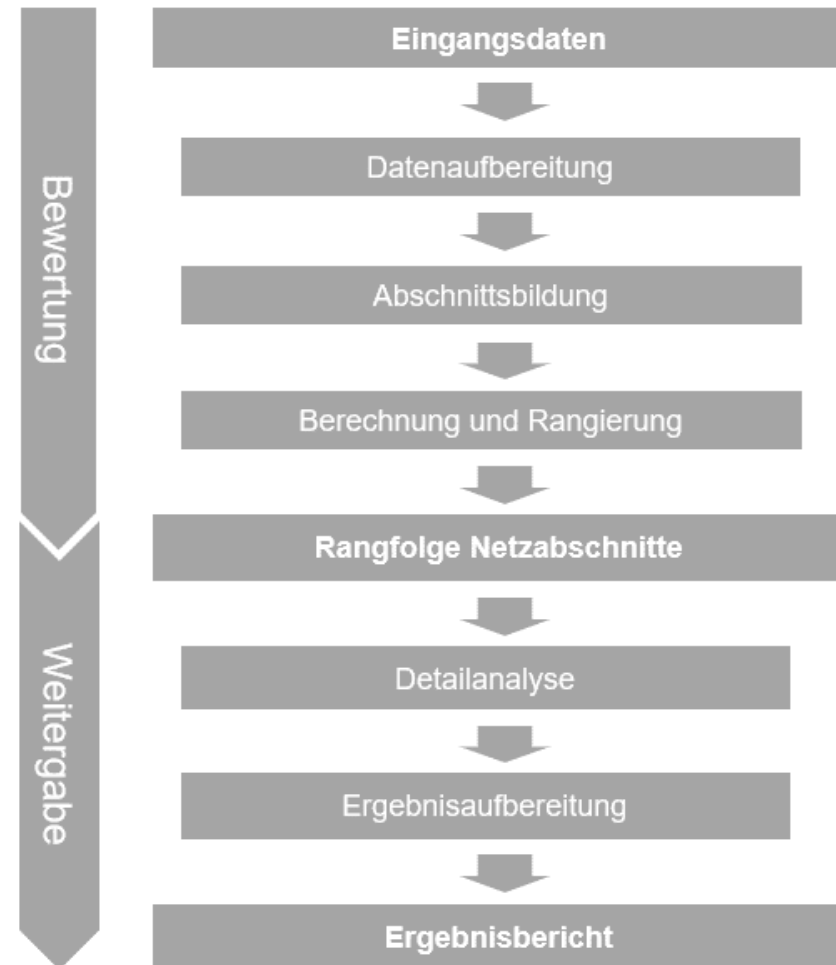 Bewertung
Eingangsdaten
Datenaufbereitung
Abschnittsbildung
Berechnung und Rangierung
Rangfolge Netzabschnitte
Weitergabe
Detailanalyse
Ergebnisaufbereitung
Ergebnisbericht